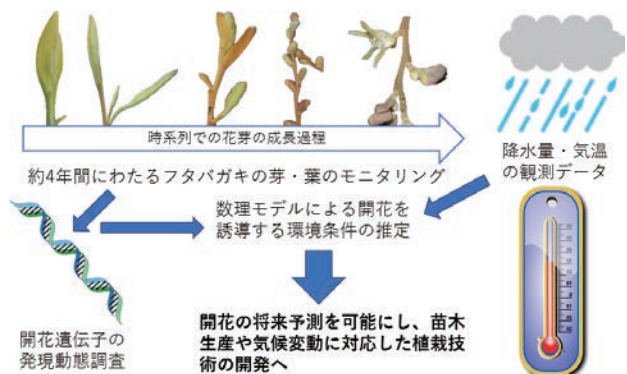 時系列での花芽の成長過程
約4年間にわたるフタバガキの芽・葉のモニタリング
降水量・気温
の観測データ
数理モデルによる開花を
誘導する環境条件の推定
開花遺伝子の
発現動態調査
開花の将来予測を可能にし、苗木
生産や気候変動に対応した植栽技
術の開発へ